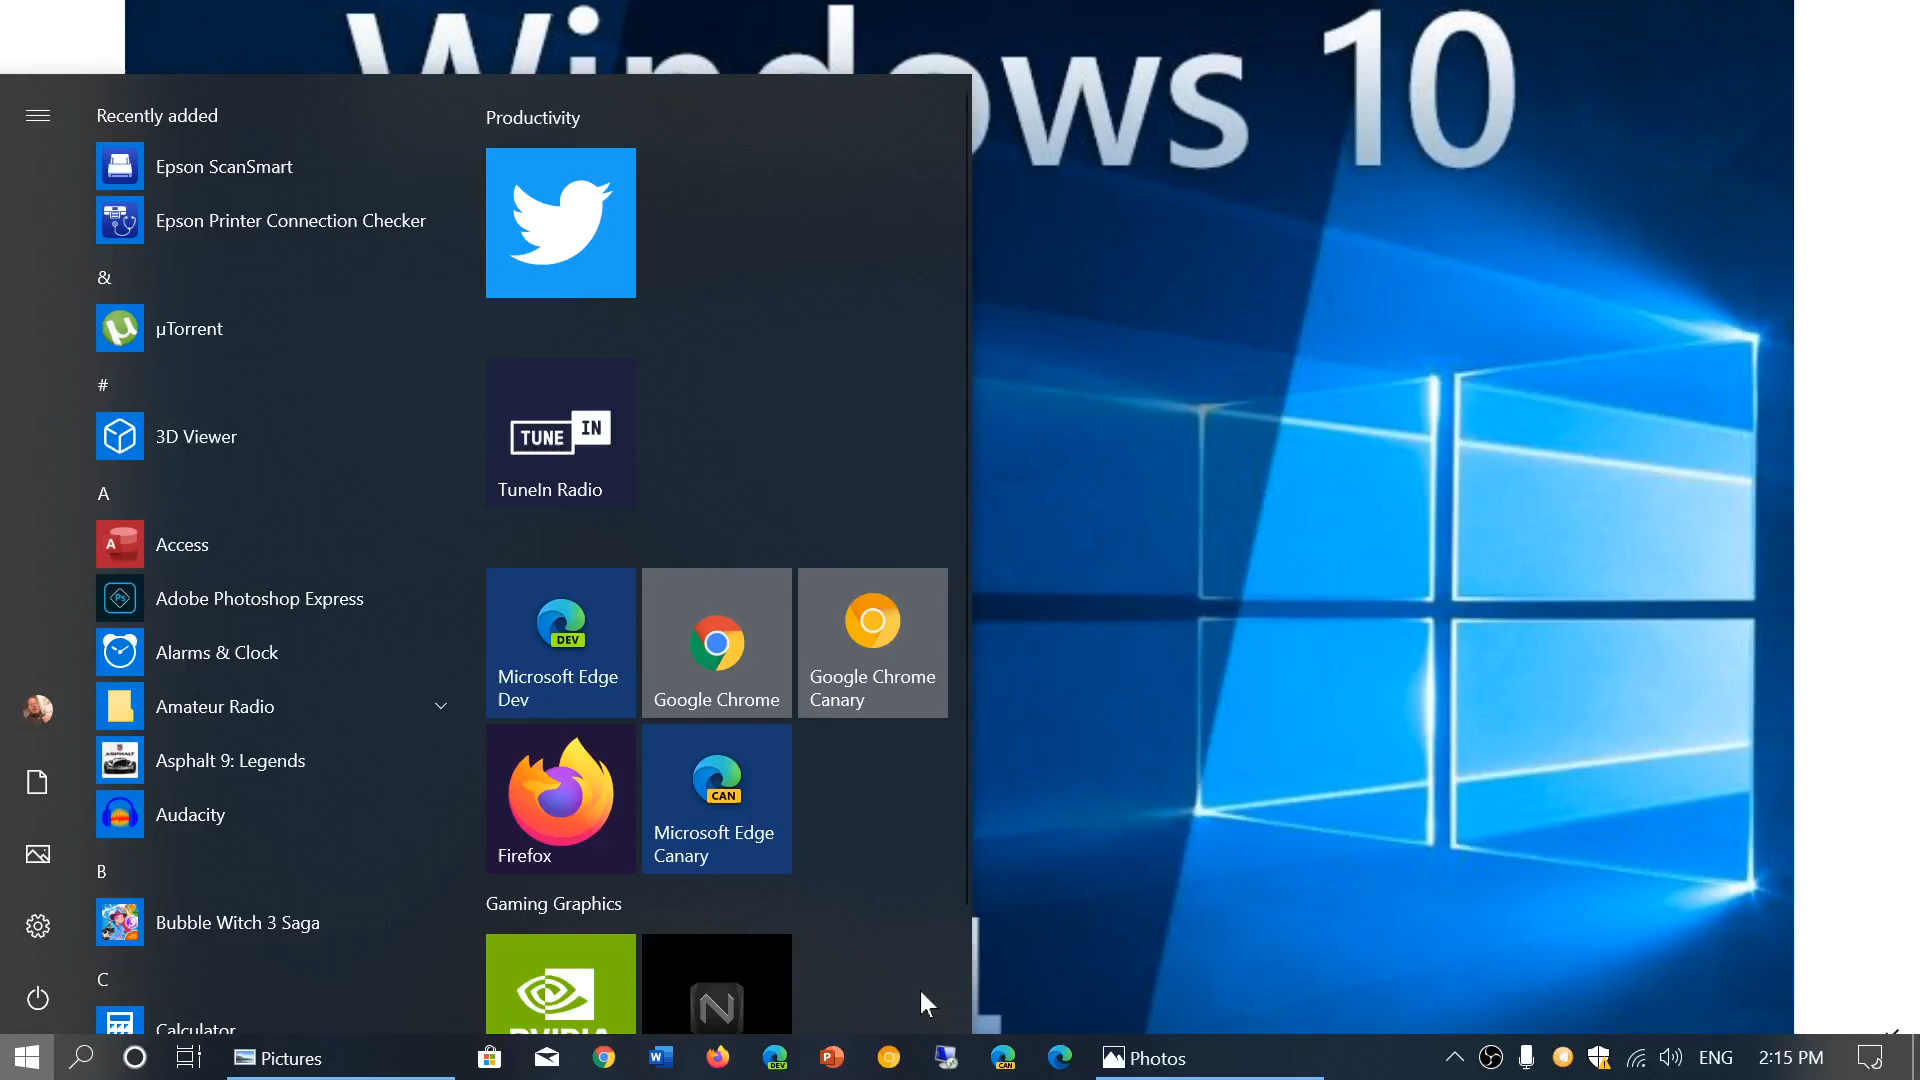 Windows 10
Recently added
Epson ScanSmart
Epson Printer Connection Checker
&
µTorrent
#
3D Viewer
A
Access
Adobe Photoshop Express
Alarms & Clock
Amateur Radio
Asphalt 9: Legends
Audacity
B
Bubble Witch 3 Saga
C
Calculator
Productivity
TUNE IN
TuneIn Radio
DEV
Microsoft Edge
Dev
Google Chrome
Google Chrome
Canary
Firefox
CAN
Microsoft Edge
Canary
Gaming Graphics
NVIDIA
N
Pictures
Photos
ENG
2:15 PM